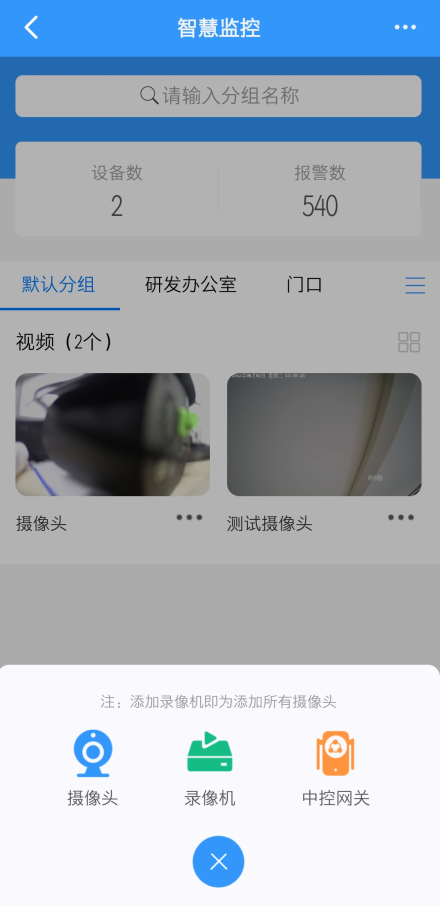 智慧监控
请输入分组名称
设备数 报警数
2 540
默认分组 研发办公室 门口
视频（2个）
摄像头 测试摄像头
注：添加录像机即为添加所有摄像头
摄像头 录像机 中控网关